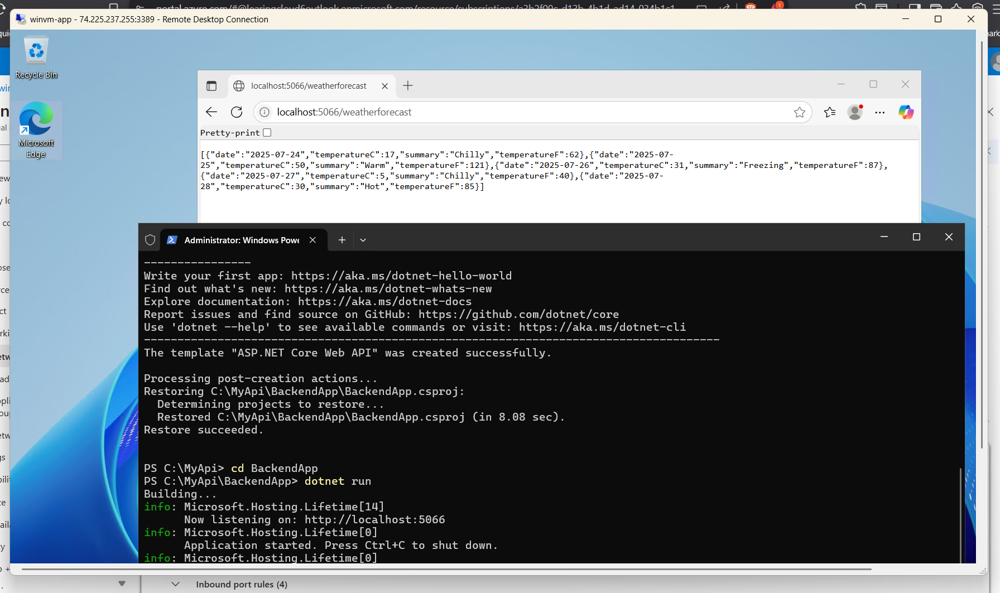 winvm-app - 74.225.237.255:3389 - Remote Desktop Connection
Recycle Bin
Microsoft
Edge
localhost:5066/weatherforecast
localhost:5066/weatherforecast
Pretty-print
[{"date":"2025-07-24","temperatureC":17,"summary":"Chilly","temperatureF":62},{"date":"2025-07-
25","temperatureC":50,"summary":"Warm","temperatureF":121},{"date":"2025-07-26","temperatureC":31,"summary":"Freezing","temperatureF":87},
{"date":"2025-07-27","temperatureC":5,"summary":"Chilly","temperatureF":40},{"date":"2025-07-
28","temperatureC":30,"summary":"Hot","temperatureF":85}]
Administrator: Windows Powe
----------------
Write your first app: https://aka.ms/dotnet-hello-world
Find out what's new: https://aka.ms/dotnet-whats-new
Explore documentation: https://aka.ms/dotnet-docs
Report issues and find source on GitHub: https://github.com/dotnet/core
Use 'dotnet --help' to see available commands or visit: https://aka.ms/dotnet-cli
--------------------------------------------------------------------------------------
The template "ASP.NET Core Web API" was created successfully.
Processing post-creation actions...
Restoring C:\MyApi\BackendApp\BackendApp.csproj:
Determining projects to restore...
Restored C:\MyApi\BackendApp\BackendApp.csproj (in 8.08 sec).
Restore succeeded.
PS C:\MyApi> cd BackendApp
PS C:\MyApi\BackendApp> dotnet run
Building...
info: Microsoft.Hosting.Lifetime[14]
Now listening on: http://localhost:5066
info: Microsoft.Hosting.Lifetime[0]
Application started. Press Ctrl+C to shut down.
info: Microsoft.Hosting.Lifetime[0]
Inbound port rules (4)